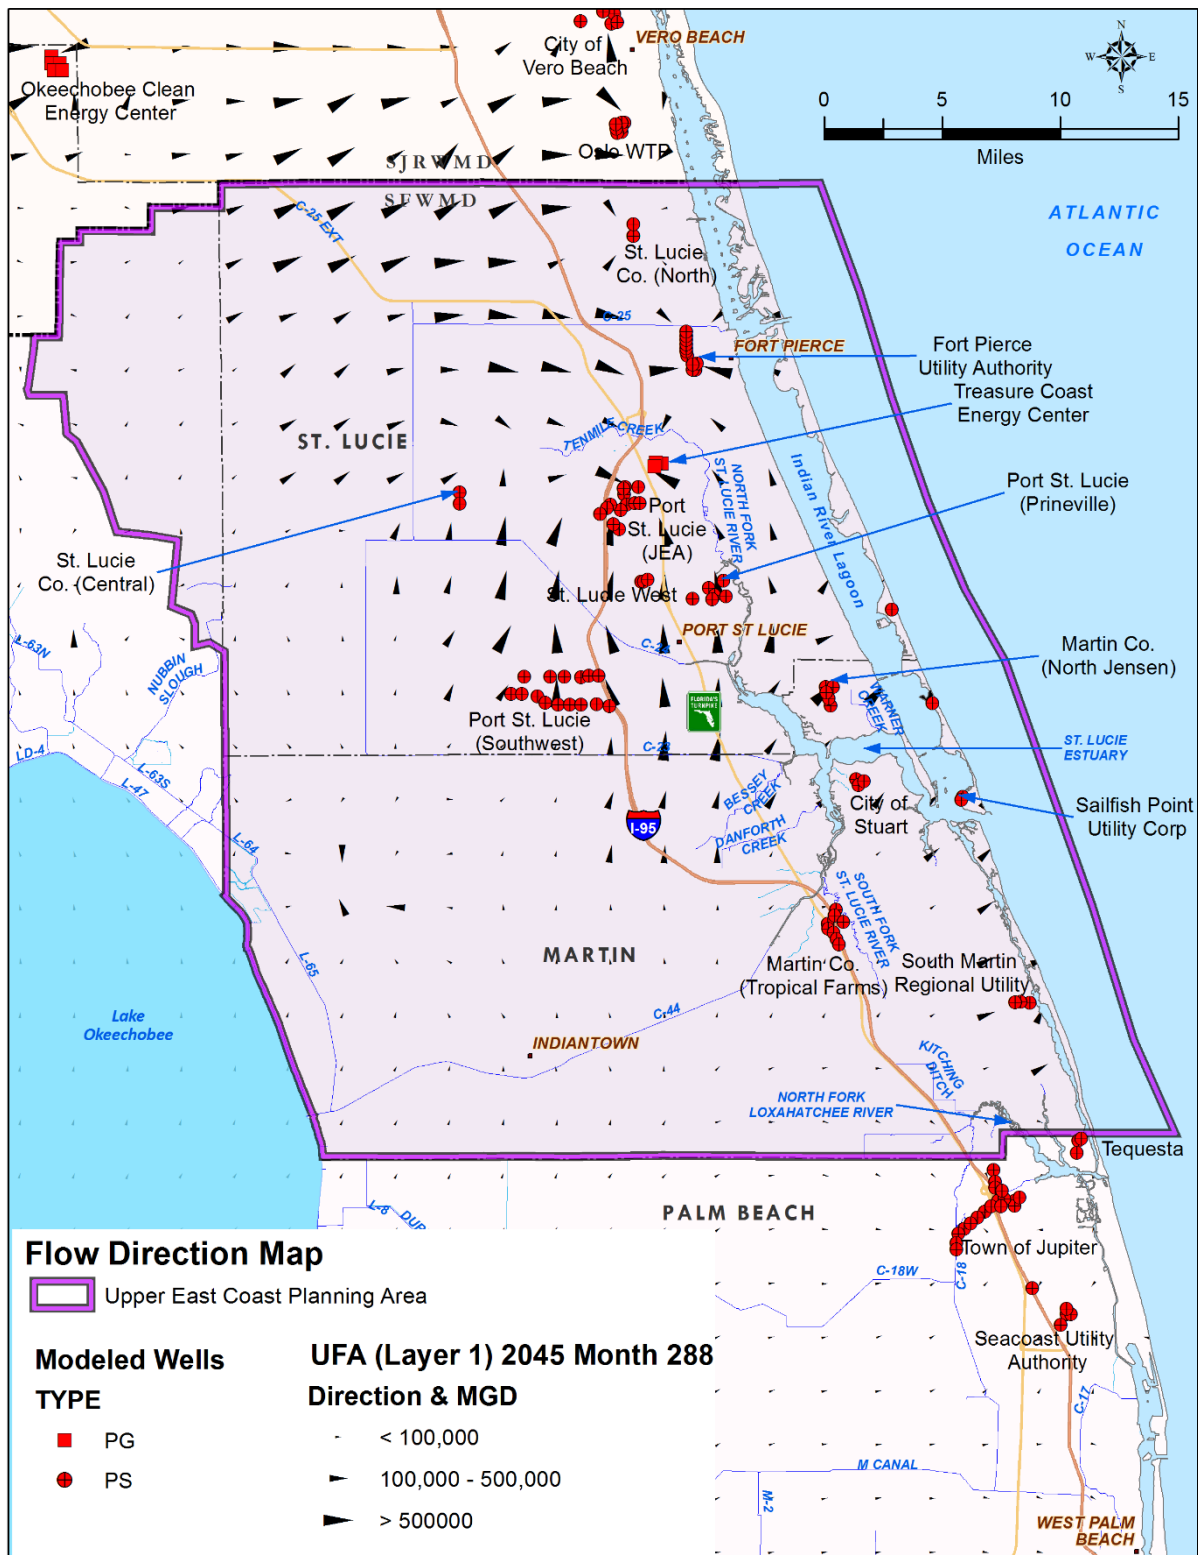 City of
Vero Beach
VERO BEACH
N
W
E
S
Okeechobee Clean
Energy Center
0
5
10
15
Miles
Oslo WTP
SJRWMD
SFWMD
C-25 EXT
ATLANTIC
OCEAN
St. Lucie
Co. (North)
C-25
FORT PIERCE
Fort Pierce
Utility Authority
Treasure Coast
Energy Center
ST. LUCIE
TENMILE CREEK
NORTH FORK
ST. LUCIE RIVER
Indian River Lagoon
Port St. Lucie
(Prineville)
Port
St. Lucie
(JEA)
St. Lucie
Co. (Central)
St. Lucie West
PORT ST LUCIE
C-24
L-63N
NUBBIN
SLOUGH
Martin Co.
(North Jensen)
WARNER
CREEK
FLORIDA'S
TURNPIKE
Port St. Lucie
(Southwest)
C-23
ST. LUCIE
ESTUARY
LD-4
L-63S
L-47
L-64
BESSEY
CREEK
DANFORTH
CREEK
I-95
City of
Stuart
Sailfish Point
Utility Corp
SOUTH FORK
ST. LUCIE RIVER
L-65
MARTIN
Martin Co.
(Tropical Farms)
South Martin
Regional Utility
C-44
Lake
Okeechobee
INDIANTOWN
KITCHING
DITCH
NORTH FORK
LOXAHATCHEE RIVER
Tequesta
L-8
PALM BEACH
Town of Jupiter
C-18W
C-18
Seacoast Utility
Authority
C-17
M CANAL
M-2
WEST PALM
BEACH
Flow Direction Map
Upper East Coast Planning Area
Modeled Wells
TYPE
PG
PS
UFA (Layer 1) 2045 Month 288
Direction & MGD
< 100,000
100,000 - 500,000
> 500000